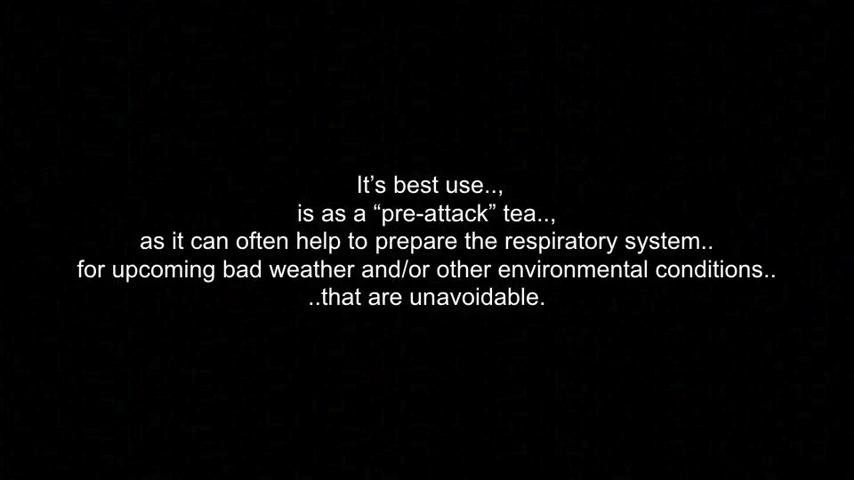 It’s best use..,
is as a “pre-attack” tea..,
as it can often help to prepare the respiratory system..
for upcoming bad weather and/or other environmental conditions..
..that are unavoidable.